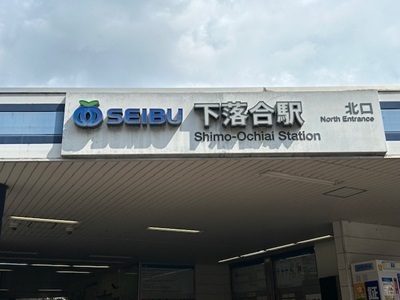 SEIBU 下落合駅 北口
Shimo-Ochiai Station North Entrance